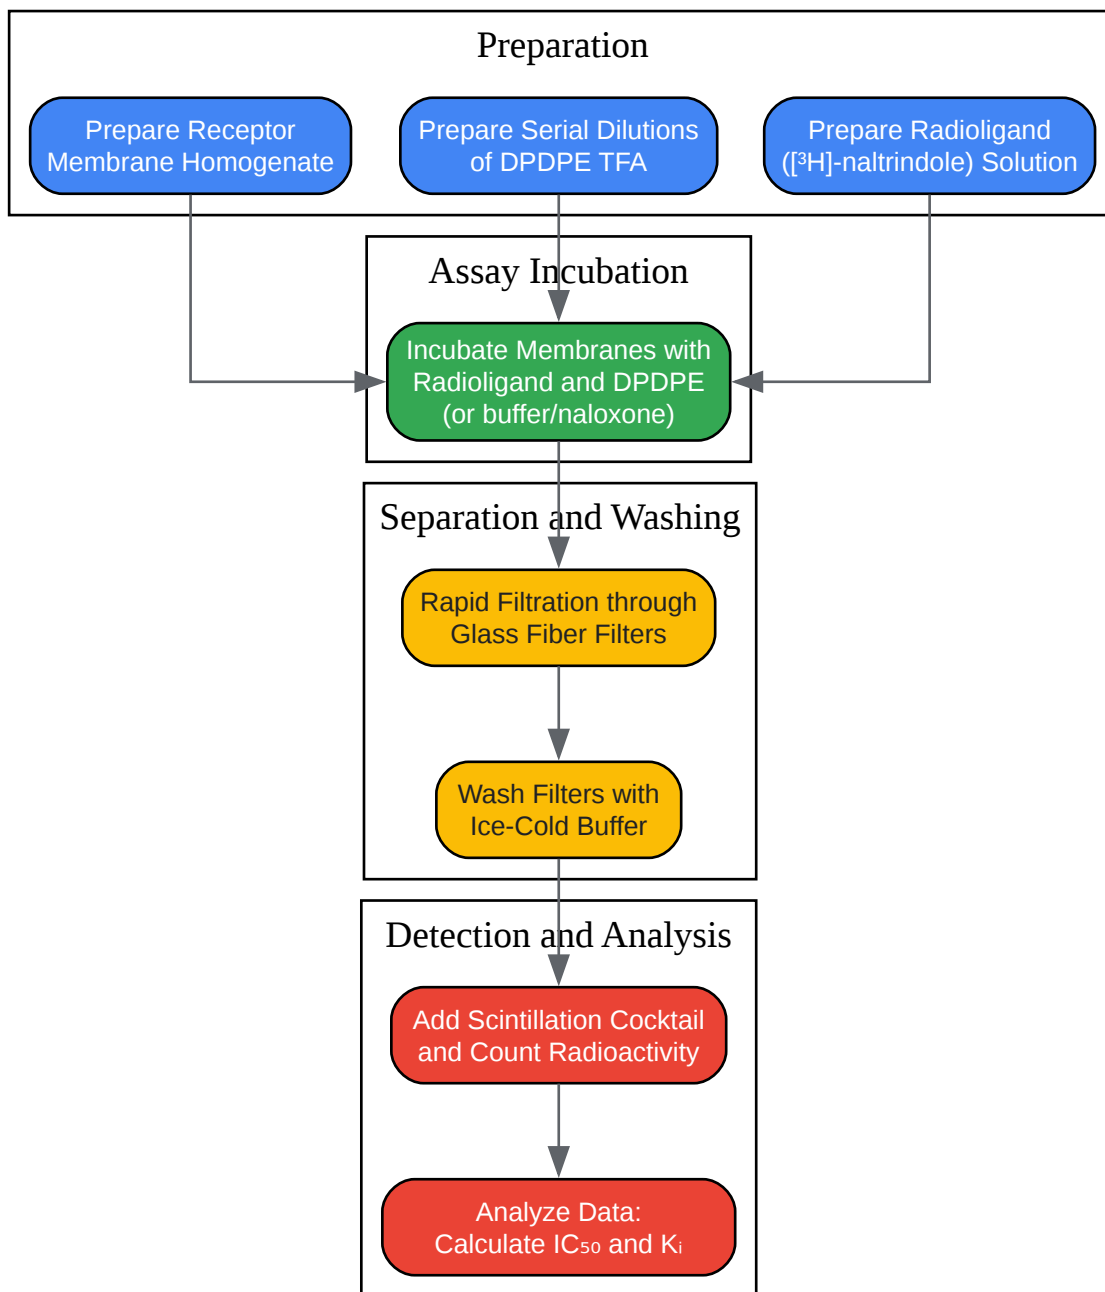 Preparation
Prepare Receptor
Membrane Homogenate
Prepare Serial Dilutions
of DPDPE TFA
Prepare Radioligand
([³H]-naltrindole) Solution
Assay Incubation
Incubate Membranes with
Radioligand and DPDPE
(or buffer/naloxone)
Separation and Washing
Rapid Filtration through
Glass Fiber Filters
Wash Filters with
Ice-Cold Buffer
Detection and Analysis
Add Scintillation Cocktail
and Count Radioactivity
Analyze Data:
Calculate IC₅₀ and Kᵢ